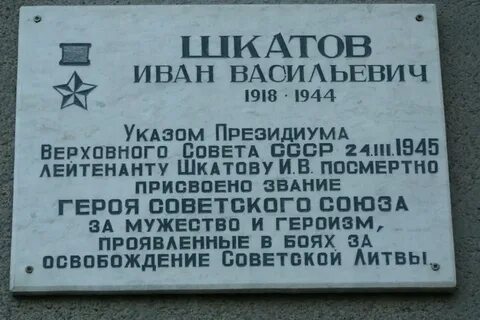 ШКАТОВ
ИВАН ВАСИЛЬЕВИЧ
1918 · 1944
УКАЗОМ ПРЕЗИДИУМА
ВЕРХОВНОГО СОВЕТА СССР 24.III.1945
ЛЕЙТЕНАНТУ ШКАТОВУ И.В. ПОСМЕРТНО
ПРИСВОЕНО ЗВАНИЕ
ГЕРОЯ СОВЕТСКОГО СОЮЗА
ЗА МУЖЕСТВО И ГЕРОИЗМ,
ПРОЯВЛЕННЫЕ В БОЯХ ЗА
ОСВОБОЖДЕНИЕ СОВЕТСКОЙ ЛИТВЫ.